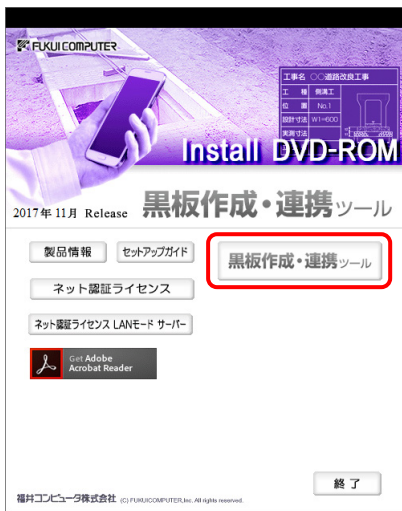 FUKUI COMPUTER
工事名 ○○道路改良工事
工 種 側溝工
位 置 No.1
設計寸法 W1=600
実測寸法
Install DVD-ROM
2017年 11月 Release 黒板作成・連携ツール
製品情報 セットアップガイド 黒板作成・連携ツール
ネット認証ライセンス
ネット認証ライセンス LANモード サーバー
Get Adobe
Acrobat Reader
終 了
福井コンピュータ株式会社 (C) FUKUICOMPUTER,Inc. All rights reserved.